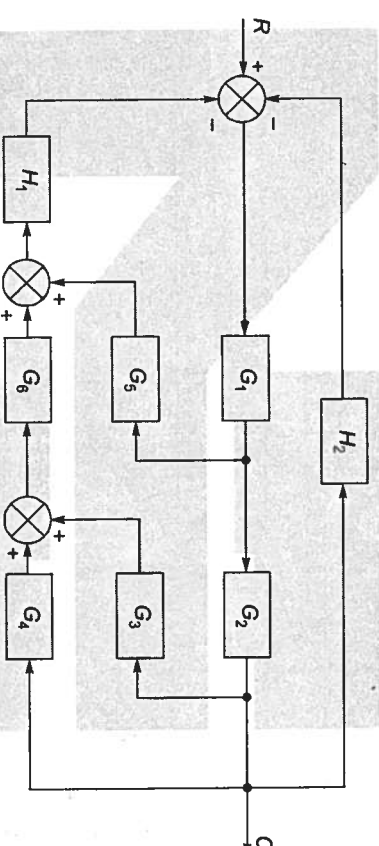 H₂
−
R + G₁ G₂ C
−
G₅ G₃
+ +
H₁ G₆ G₄
+ +